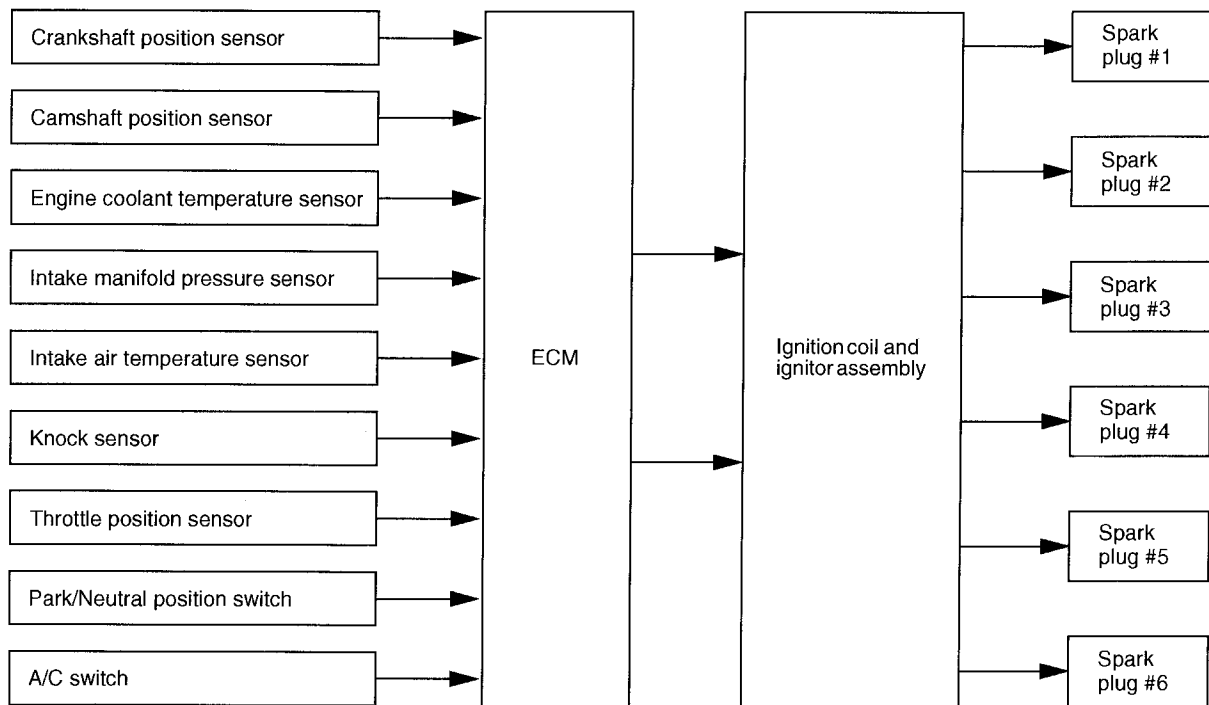 Crankshaft position sensor
Camshaft position sensor
Engine coolant temperature sensor
Intake manifold pressure sensor
Intake air temperature sensor
Knock sensor
Throttle position sensor
Park/Neutral position switch
A/C switch
ECM
Ignition coil and
ignitor assembly
Spark
plug #1
Spark
plug #2
Spark
plug #3
Spark
plug #4
Spark
plug #5
Spark
plug #6